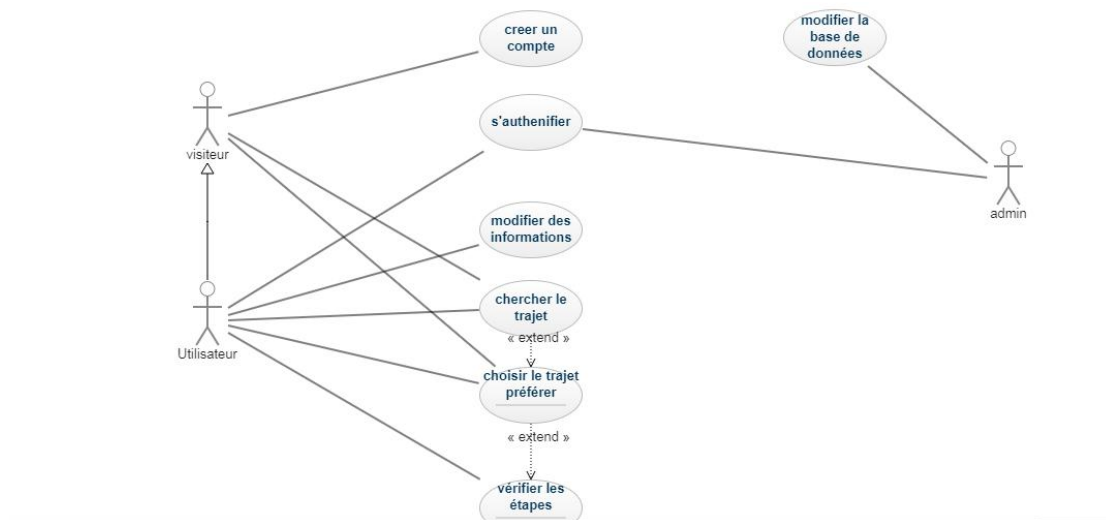 creer un
compte
modifier la
base de
données
s'authenifier
visiteur
admin
modifier des
informations
chercher le
trajet
« extend »
Utilisateur
choisir le trajet
préférer
« extend »
vérifier les
étapes